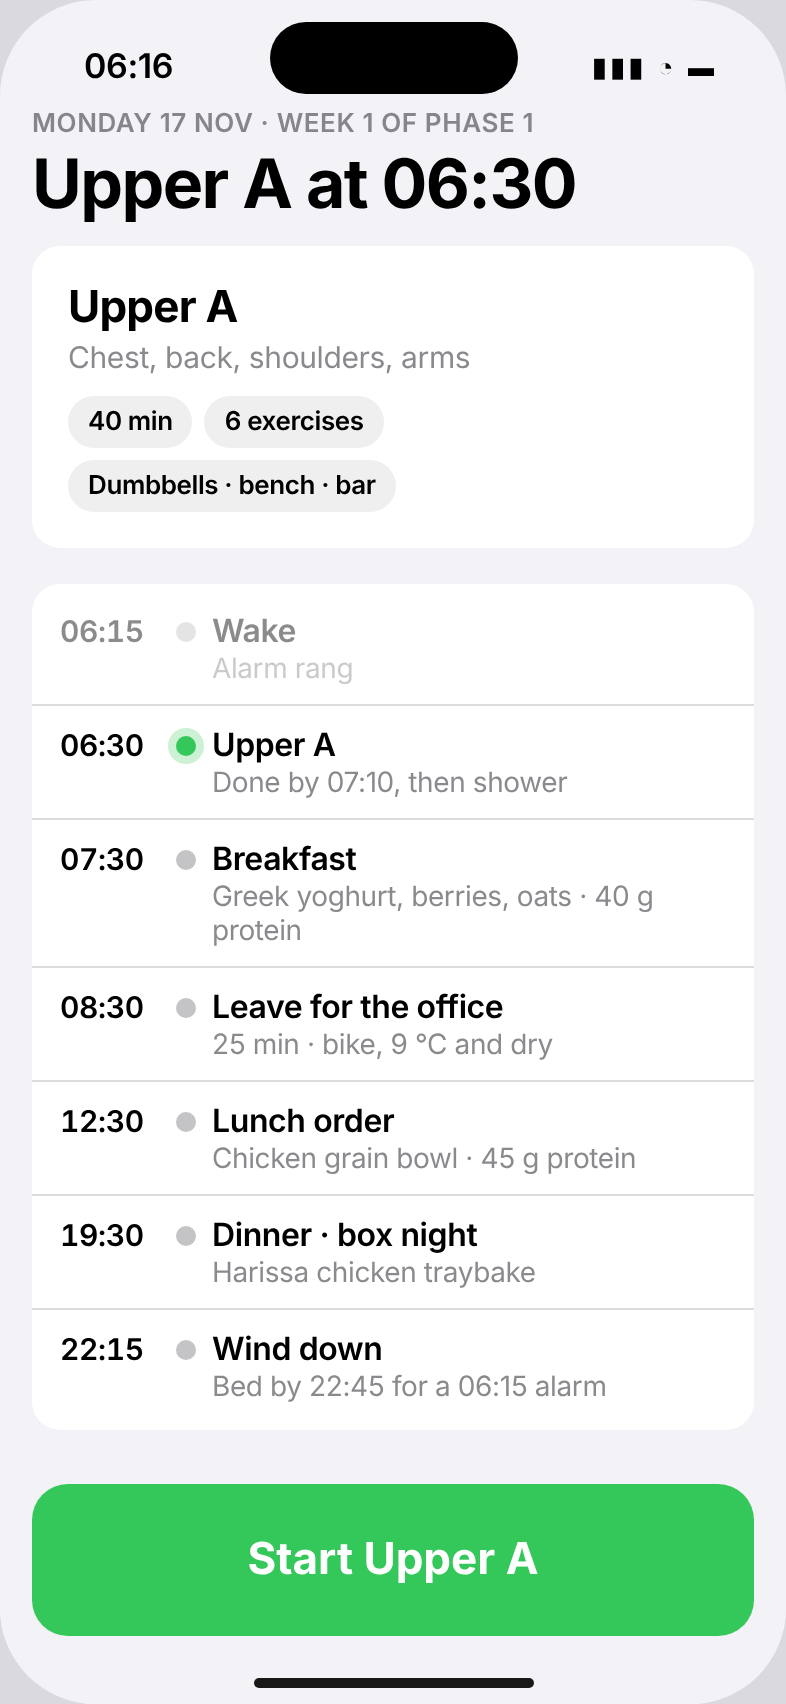 06:16
MONDAY 17 NOV · WEEK 1 OF PHASE 1
Upper A at 06:30
Upper A
Chest, back, shoulders, arms
40 min
6 exercises
Dumbbells · bench · bar
06:15 Wake
Alarm rang
06:30 Upper A
Done by 07:10, then shower
07:30 Breakfast
Greek yoghurt, berries, oats · 40 g
protein
08:30 Leave for the office
25 min · bike, 9 °C and dry
12:30 Lunch order
Chicken grain bowl · 45 g protein
19:30 Dinner · box night
Harissa chicken traybake
22:15 Wind down
Bed by 22:45 for a 06:15 alarm
Start Upper A